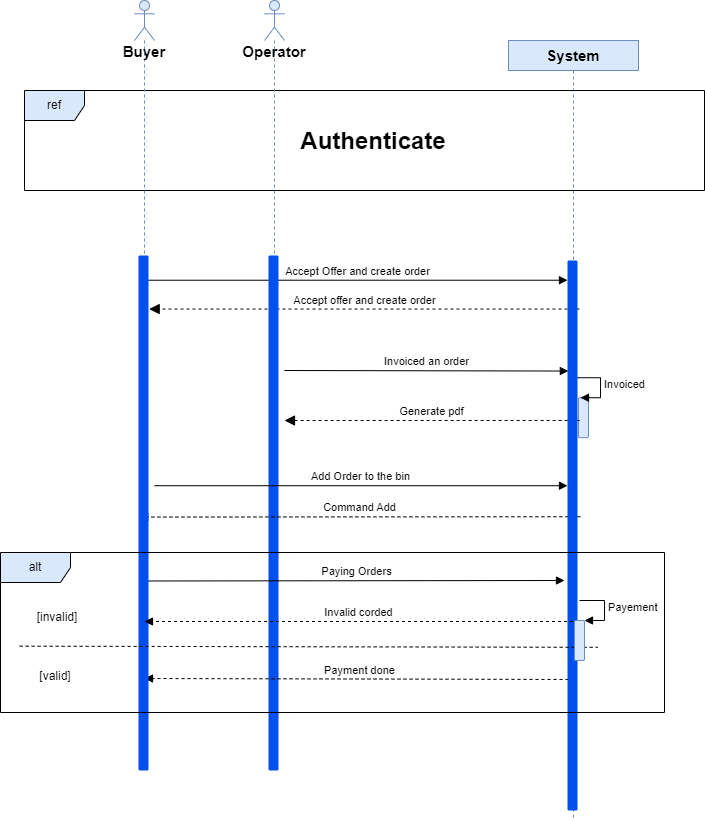 Buyer
Operator
System
ref
Authenticate
Accept Offer and create order
Accept offer and create order
Invoiced an order
Invoiced
Generate pdf
Add Order to the bin
Command Add
alt
Paying Orders
Payement
[invalid]
Invalid corded
[valid]
Payment done